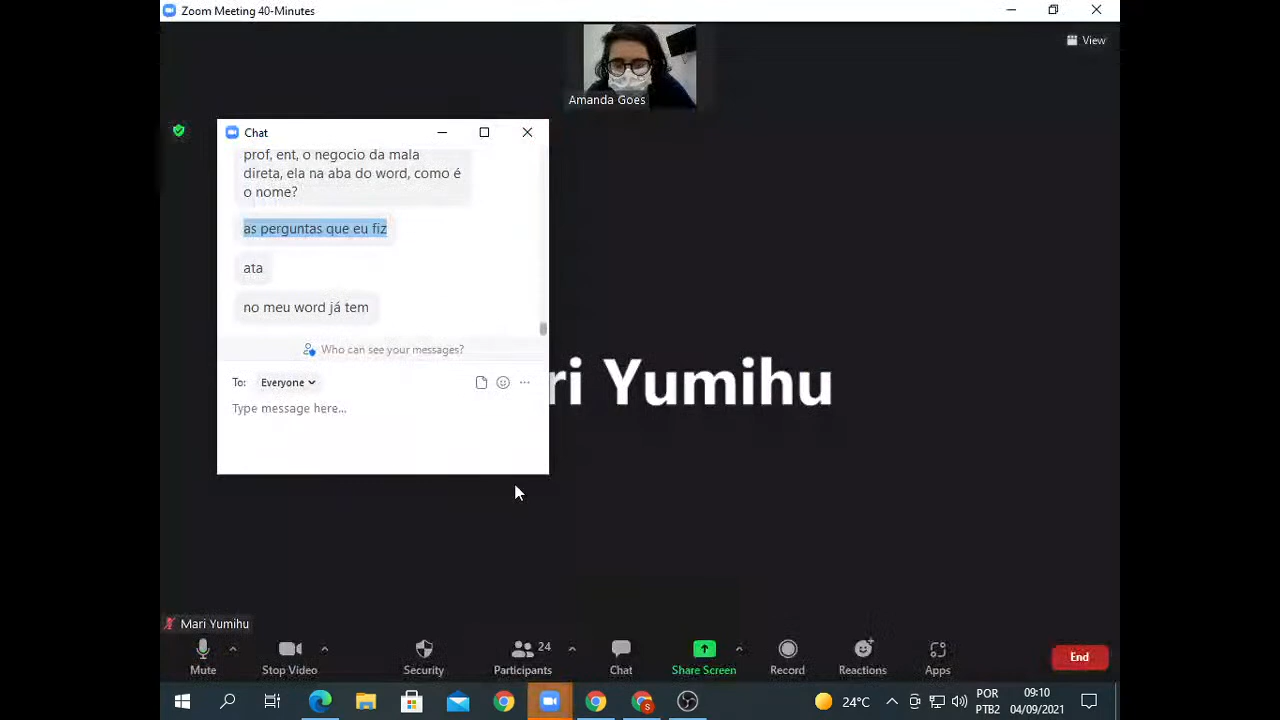 Zoom Meeting 40-Minutes
View
Amanda Goes
Chat
prof, ent, o negocio da mala
direta, ela na aba do word, como é
o nome?
as perguntas que eu fiz
ata
no meu word já tem
Who can see your messages?
To: Everyone
Type message here...
ri Yumihu
Mari Yumihu
Mute
Stop Video
Security
24
Participants
Chat
Share Screen
Record
Reactions
Apps
End
24°C
POR
PTB2
09:10
04/09/2021